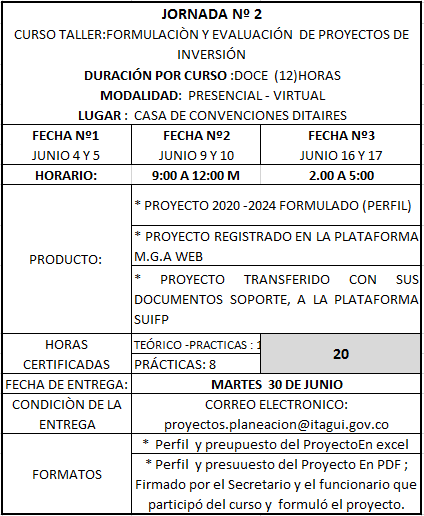 JORNADA Nº 2
CURSO TALLER:FORMULACIÒN Y EVALUACIÓN DE PROYECTOS DE
INVERSIÓN
DURACIÓN POR CURSO :DOCE (12)HORAS
MODALIDAD: PRESENCIAL - VIRTUAL
LUGAR : CASA DE CONVENCIONES DITAIRES
FECHA Nº1 FECHA Nº2 FECHA Nº3
JUNIO 4 Y 5 JUNIO 9 Y 10 JUNIO 16 Y 17
HORARIO: 9:00 A 12:00 M 2.00 A 5:00
PRODUCTO:
* PROYECTO 2020 -2024 FORMULADO (PERFIL)
* PROYECTO REGISTRADO EN LA PLATAFORMA
M.G.A WEB
* PROYECTO TRANSFERIDO CON SUS
DOCUMENTOS SOPORTE, A LA PLATAFORMA
SUIFP
HORAS
CERTIFICADAS
TEÓRICO -PRACTICAS : 1
PRÁCTICAS: 8
20
FECHA DE ENTREGA: MARTES 30 DE JUNIO
CONDICIÒN DE LA
ENTREGA
CORREO ELECTRONICO:
proyectos.planeacion@itagui.gov.co
FORMATOS
* Perfil y preupuesto del ProyectoEn excel
* Perfil y presuuesto del Proyecto En PDF ;
Firmado por el Secretario y el funcionario que
participó del curso y formuló el proyecto.